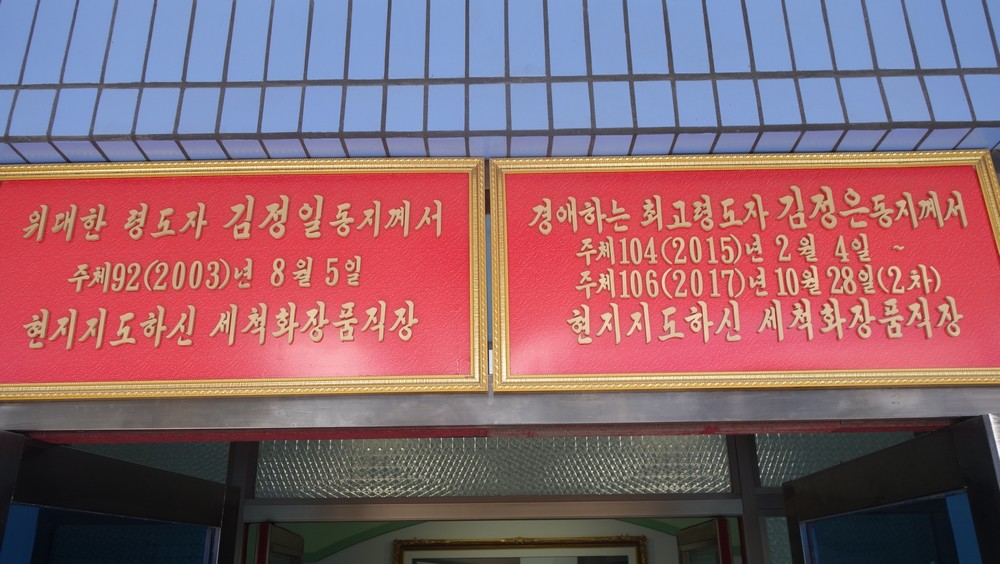 위대한 령도자 김정일동지께서
주체92(2003)년 8월 5일
현지지도하신 세척화장품직장
경애하는 최고령도자 김정은동지께서
주체104(2015)년 2월 4일 ~
주체106(2017)년 10월 28일(2차)
현지지도하신 세척화장품직장